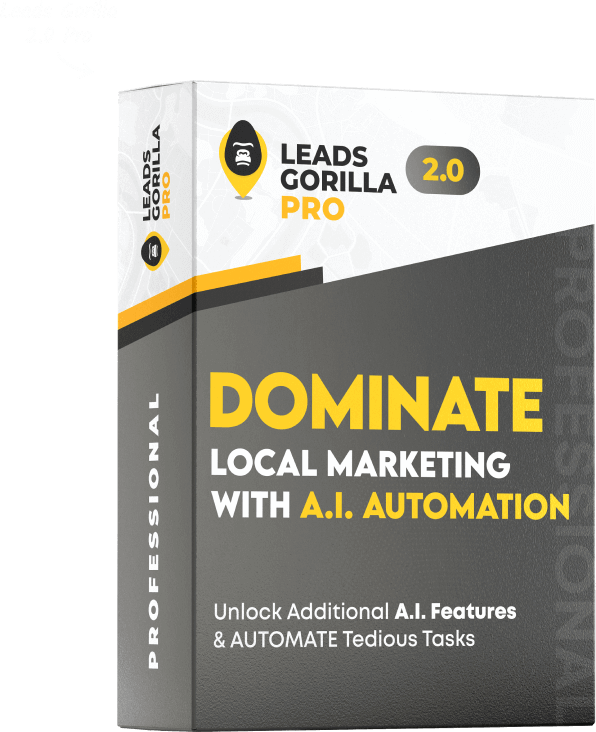 LEADS
GORILLA
PRO
2.0
DOMINATE
LOCAL MARKETING
WITH A.I. AUTOMATION
Unlock Additional A.I. Features
& AUTOMATE Tedious Tasks
PROFESSIONAL
LEADS
GORILLA
PRO
PROFESSIONAL